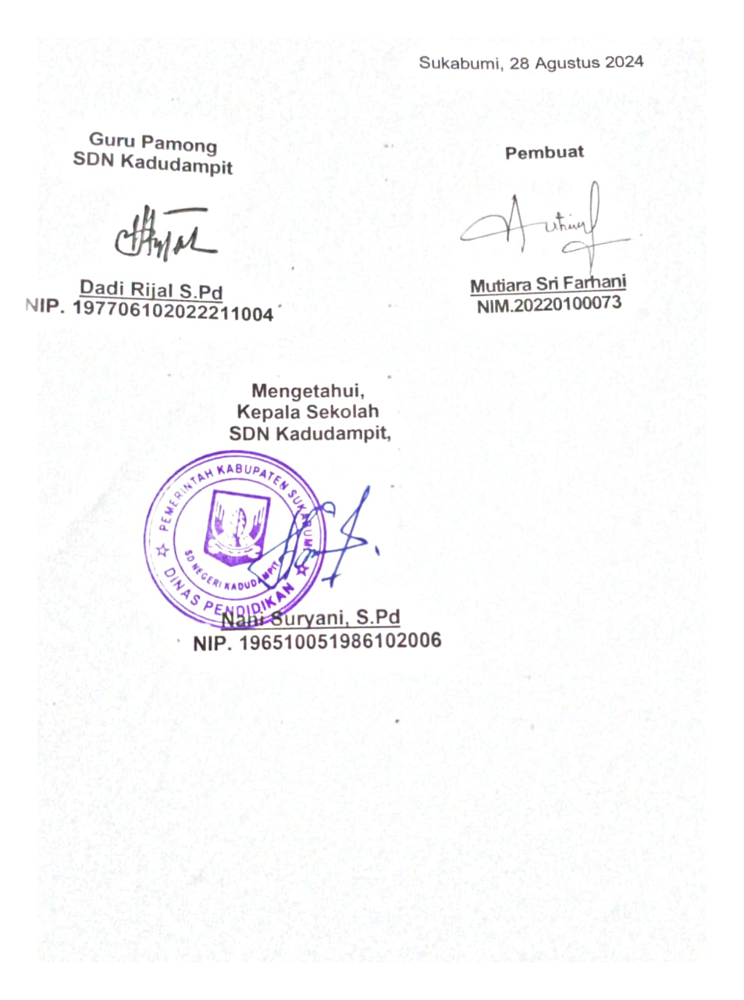 Sukabumi, 28 Agustus 2024
Guru Pamong
SDN Kadudampit
Dadi Rijal S.Pd
NIP. 197706102022211004
Pembuat
Mutiara Sri Farhani
NIM.20220100073
Mengetahui,
Kepala Sekolah
SDN Kadudampit,
PEMERINTAH KABUPATEN SUKABUMI
SD NEGERI KADUDAMPIT
DINAS PENDIDIKAN
Nani Suryani, S.Pd
NIP. 196510051986102006